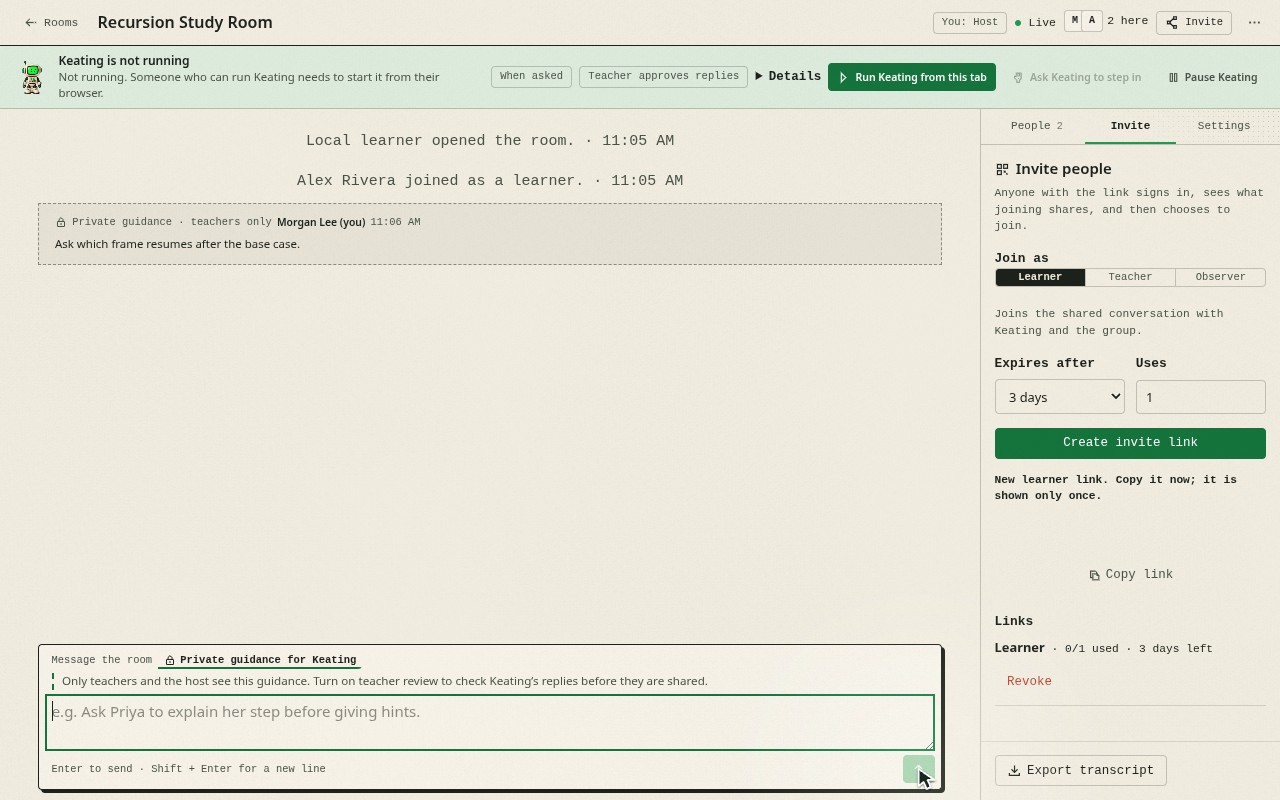 Rooms
Recursion Study Room
You: Host
Live
M A 2 here
Invite
Keating is not running
Not running. Someone who can run Keating needs to start it from their
browser.
When asked
Teacher approves replies
Details
Run Keating from this tab
Ask Keating to step in
Pause Keating
Local learner opened the room. · 11:05 AM
Alex Rivera joined as a learner. · 11:05 AM
Private guidance · teachers only Morgan Lee (you) 11:06 AM
Ask which frame resumes after the base case.
Message the room
Private guidance for Keating
Only teachers and the host see this guidance. Turn on teacher review to check Keating's replies before they are shared.
e.g. Ask Priya to explain her step before giving hints.
Enter to send · Shift + Enter for a new line
People 2
Invite
Settings
Invite people
Anyone with the link signs in, sees what
joining shares, and then chooses to
join.
Join as
Learner
Teacher
Observer
Joins the shared conversation with
Keating and the group.
Expires after
Uses
3 days
1
Create invite link
New learner link. Copy it now; it is
shown only once.
Copy link
Links
Learner · 0/1 used · 3 days left
Revoke
Export transcript